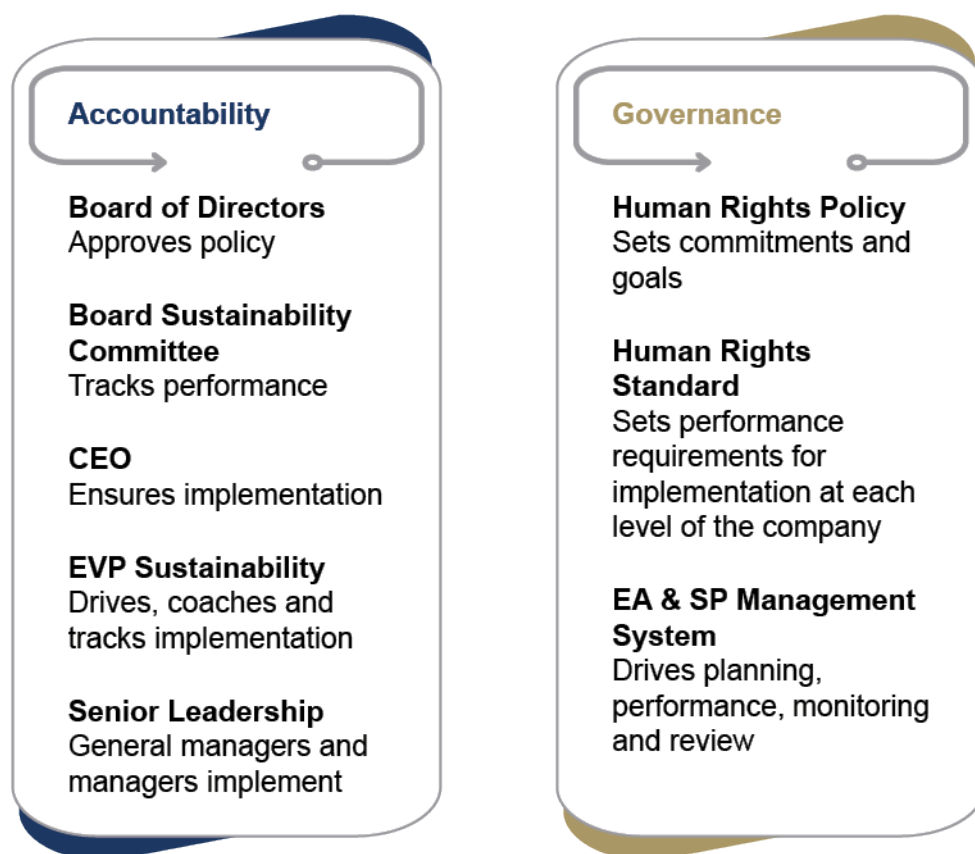 Accountability
Board of Directors
Approves policy
Board Sustainability
Committee
Tracks performance
CEO
Ensures implementation
EVP Sustainability
Drives, coaches and
tracks implementation
Senior Leadership
General managers and
managers implement
Governance
Human Rights Policy
Sets commitments and
goals
Human Rights
Standard
Sets performance
requirements for
implementation at each
level of the company
EA & SP Management
System
Drives planning,
performance, monitoring
and review